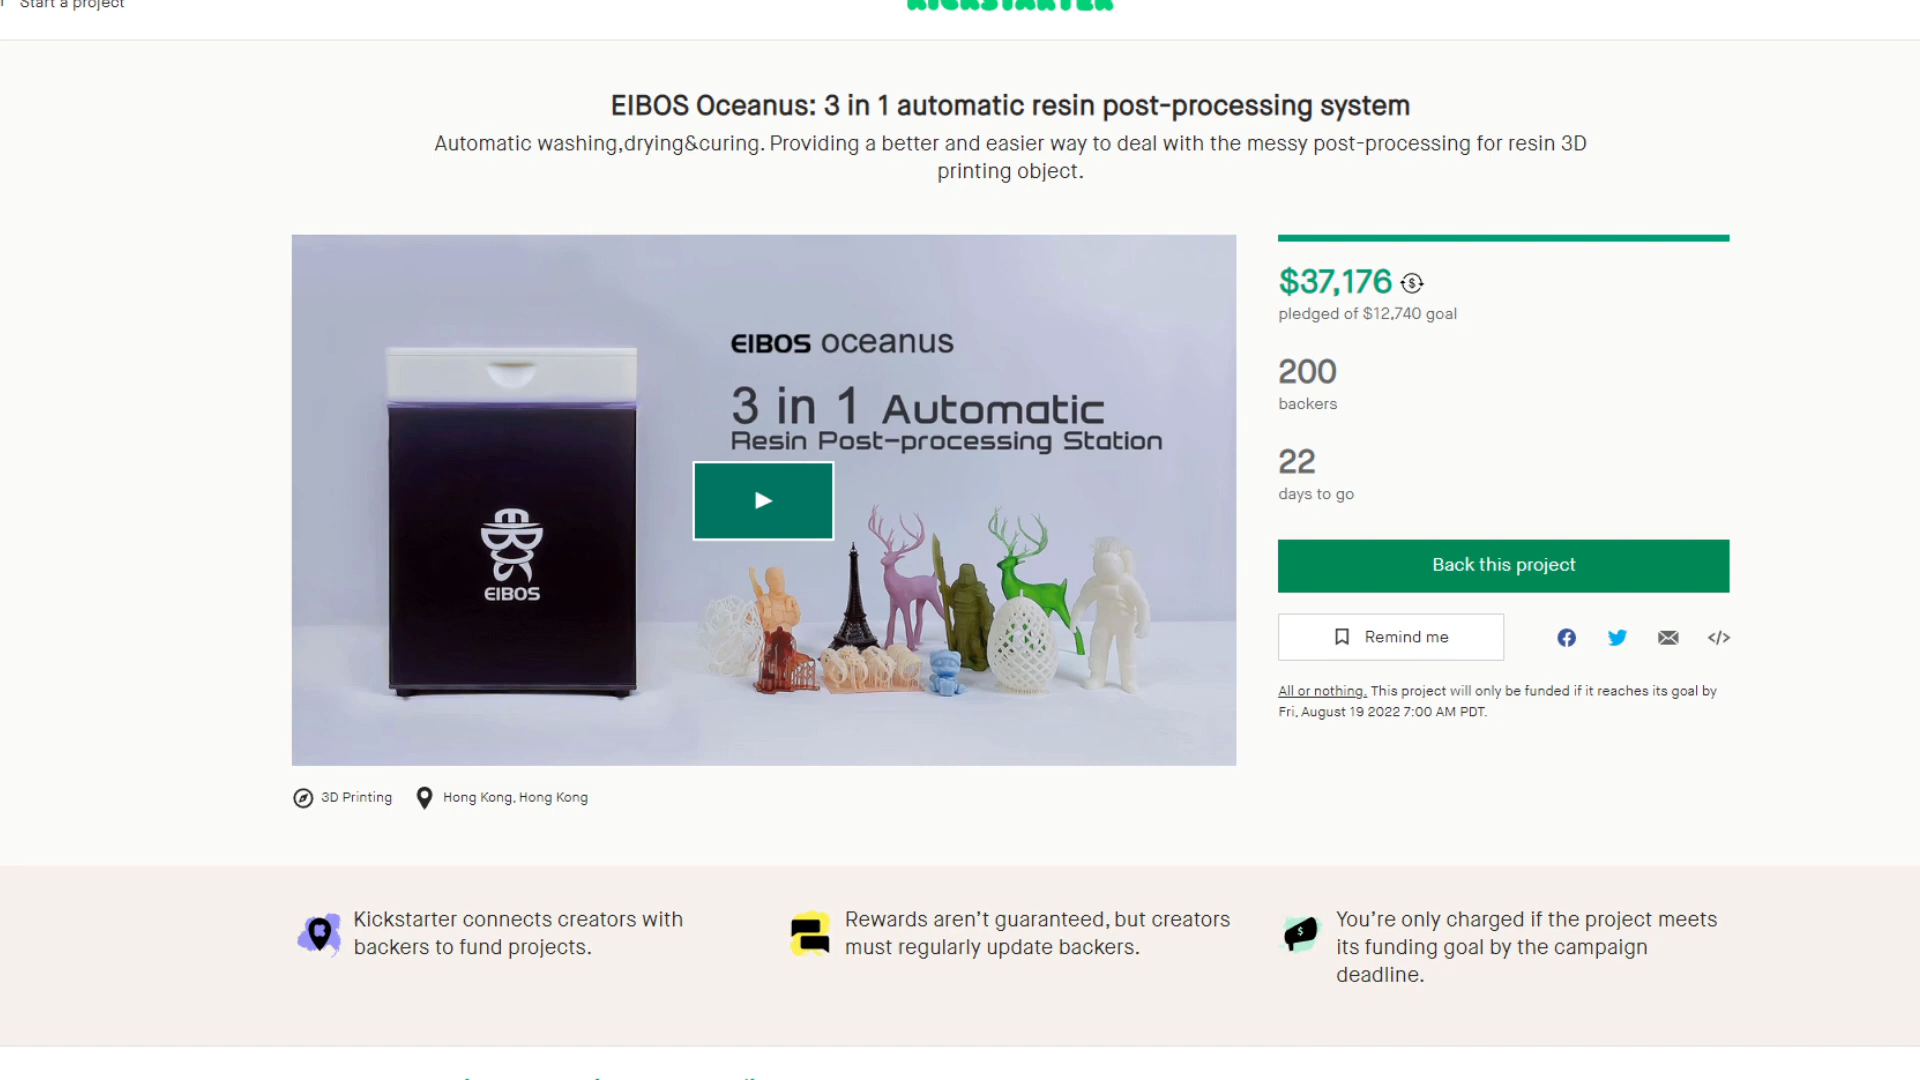 Start a project
KICKSTARTER
EIBOS Oceanus: 3 in 1 automatic resin post-processing system
Automatic washing,drying&curing. Providing a better and easier way to deal with the messy post-processing for resin 3D
printing object.
EIBOS oceanus
3 in 1 Automatic
Resin Post-processing Station
EIBOS
$37,176
pledged of $12,740 goal
200
backers
22
days to go
Back this project
Remind me
All or nothing. This project will only be funded if it reaches its goal by
Fri, August 19 2022 7:00 AM PDT.
3D Printing
Hong Kong, Hong Kong
Kickstarter connects creators with
backers to fund projects.
Rewards aren't guaranteed, but creators
must regularly update backers.
You're only charged if the project meets
its funding goal by the campaign
deadline.